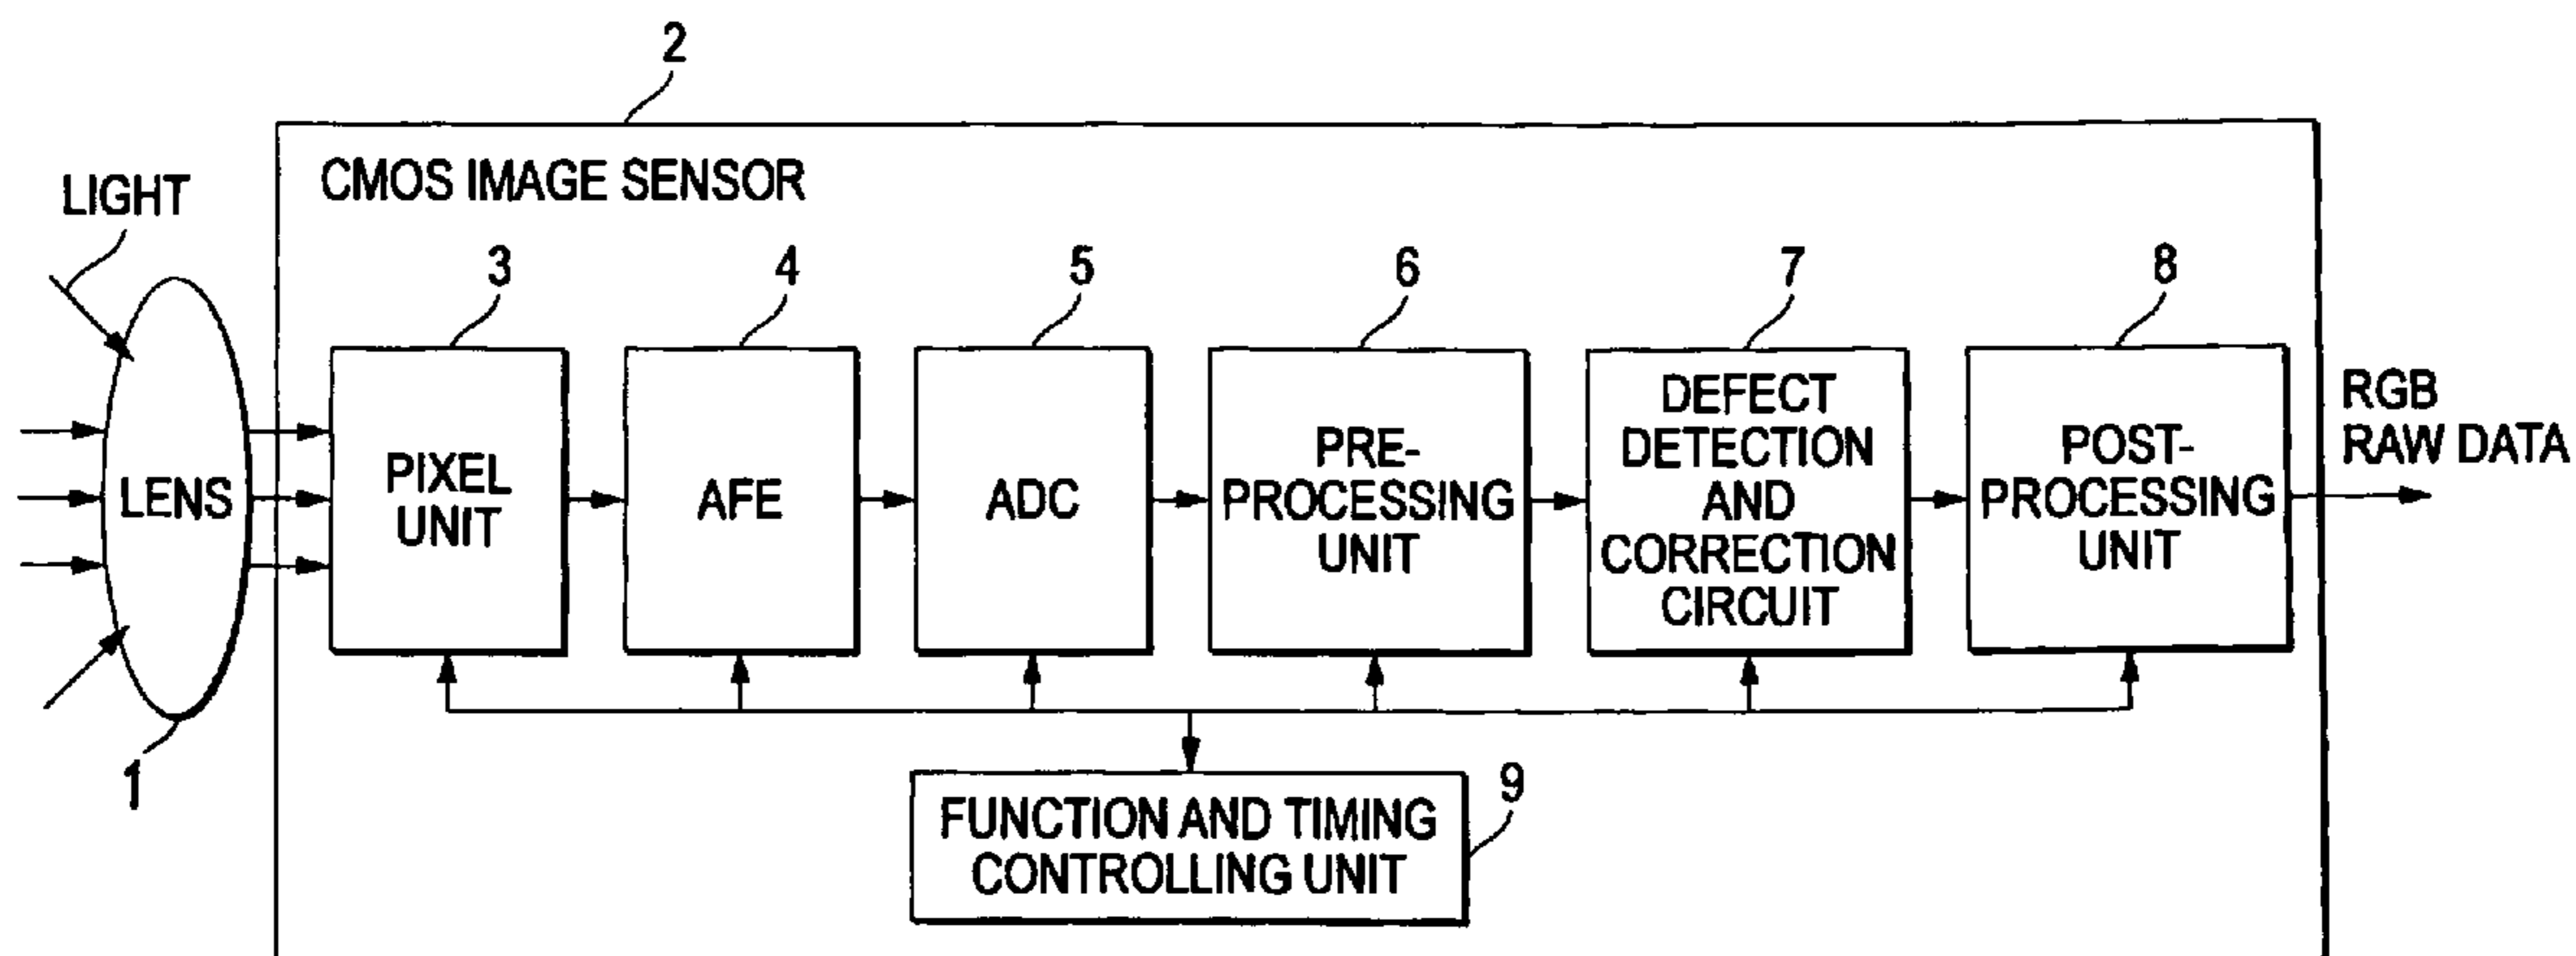 2
CMOS IMAGE SENSOR
LIGHT
3
4
5
6
7
8
LENS
PIXEL
UNIT
AFE
ADC
PRE-
PROCESSING
UNIT
DEFECT
DETECTION
AND
CORRECTION
CIRCUIT
POST-
PROCESSING
UNIT
RGB
RAW DATA
1
9
FUNCTION AND TIMING
CONTROLLING UNIT